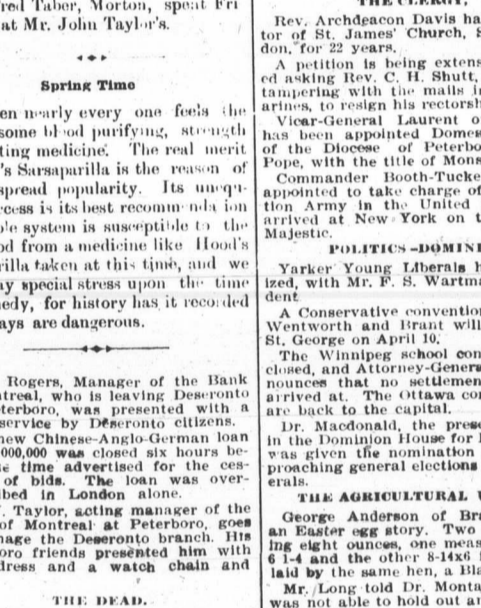 red Taber, Morton, spent Fri
at Mr. John Taylor's.
Spring Time
en nearly every one feels the
some blood purifying, strength
ting medicine. The real merit
's Sarsaparilla is the reason of
spread popularity. Its unequ-
cess is its best recommenda ion
ole system is susceptible to the
od from a medicine like Hood's
rilla taken at this time, and we
ay special stress upon the time
nedy, for history has it recorded
ays are dangerous.
Rogers, Manager of the Bank
treal, who is leaving Deseronto
terboro, was presented with a
service by Deseronto citizens.
new Chinese-Anglo-German loan
000,000 was closed six hours be-
e time advertised for the ces-
of bids. The loan was over-
bed in London alone.
. Taylor, acting manager of the
of Montreal at Peterboro, goes
nage the Deseronto branch. His
oro friends presented him with
dress and a watch chain and
THE DEAD.
THE CLERGY.
Rev. Archdeacon Davis ha
tor of St. James' Church, S
don, for 22 years.
A petition is being extens
ed asking Rev. C. H. Shutt,
tampering with the mails in
arines, to resign his rectorsh
Vicar-General Laurent o
has been appointed Domes
of the Diocese of Peterbo
Pope, with the title of Mons
Commander Booth-Tucke
appointed to take charge of
tion Army in the United
arrived at New York on t
Majestic.
POLITICS-DOMINI
Yarker Young Liberals h
ized, with Mr. F. S. Wartma
dent
A Conservative convention
Wentworth and Brant will
St. George on April 10.
The Winnipeg school con
closed, and Attorney-Genera
nounces that no settlemen
arrived at. The Ottawa co
are back to the capital.
Dr. Macdonald, the prese
in the Dominion House for
was given the nomination
proaching general elections
erals.
THE AGRICULTURAL W
George Anderson of Bra
an Easter egg story. Two
ing eight ounces, one meas
6 1-4 and the other 8-14x6
laid by the same hen, a Bla
Mr. Long told Dr. Monta
was not able to hold out an